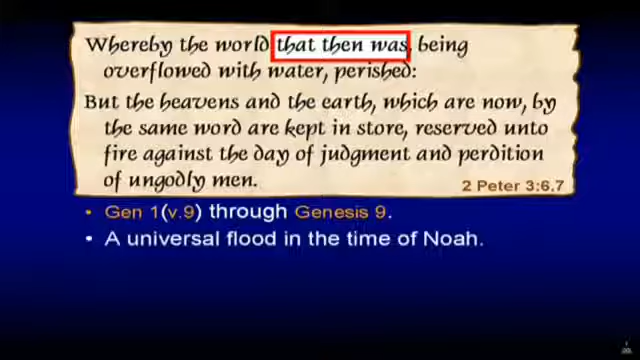 Whereby the world that then was, being
overflowed with water, perished:
But the heavens and the earth, which are now, by
the same word are kept in store, reserved unto
fire against the day of judgment and perdition
of ungodly men.
2 Peter 3:6,7
• Gen 1(v.9) through Genesis 9.
• A universal flood in the time of Noah.